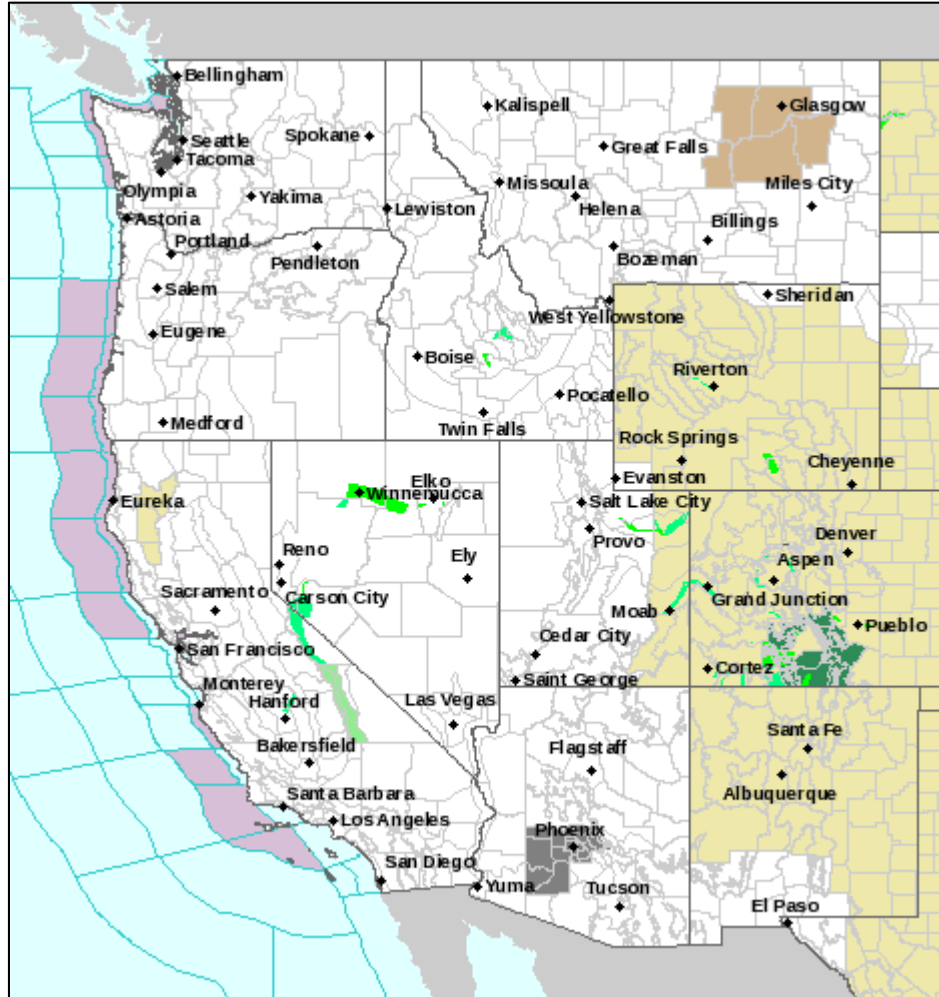 Bellingham
Kalispell
Glasgow
Seattle
Spokane
Great Falls
Tacoma
Missoula
Miles City
Olympia
Yakima
Lewiston
Helena
Astoria
Billings
Portland
Pendleton
Bozeman
Salem
Sheridan
West Yellowstone
Eugene
Boise
Riverton
Pocatello
Medford
Twin Falls
Rock Springs
Cheyenne
Elko
Evanston
Winnemucca
Eureka
Salt Lake City
Provo
Reno
Ely
Denver
Aspen
Sacramento
Carson City
Grand Junction
Moab
Pueblo
Cedar City
San Francisco
Cortez
Saint George
Monterey
Las Vegas
Hanford
Bakersfield
Flagstaff
Santa Fe
Albuquerque
Santa Barbara
Los Angeles
Phoenix
San Diego
Yuma
Tucson
El Paso